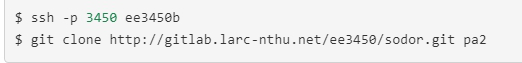 $ ssh -p 3450 ee3450b
$ git clone http://gitlab.larc-nthu.net/ee3450/sodor.git pa2